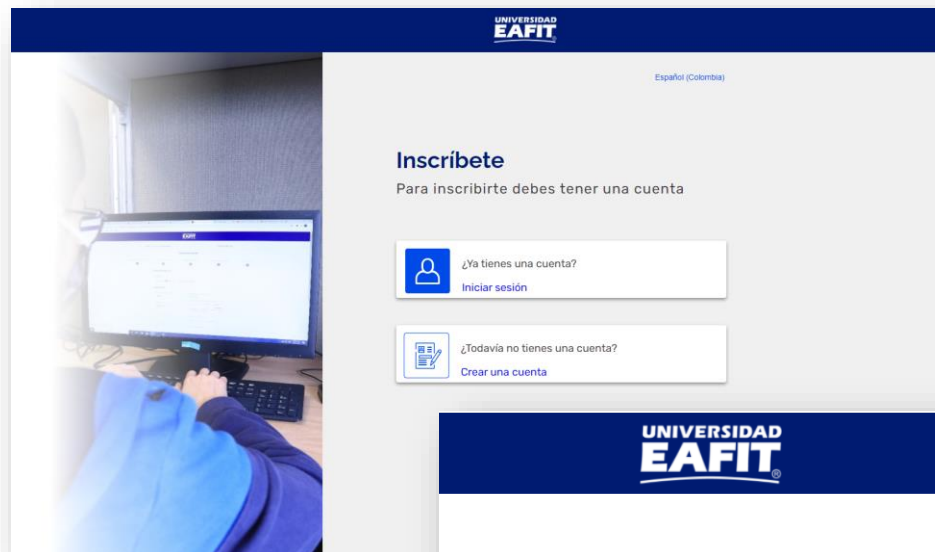 UNIVERSIDAD
EAFIT
Español (Colombia)
Inscríbete
Para inscribirte debes tener una cuenta
¿Ya tienes una cuenta?
Iniciar sesión
¿Todavía no tienes una cuenta?
Crear una cuenta
UNIVERSIDAD
EAFIT®